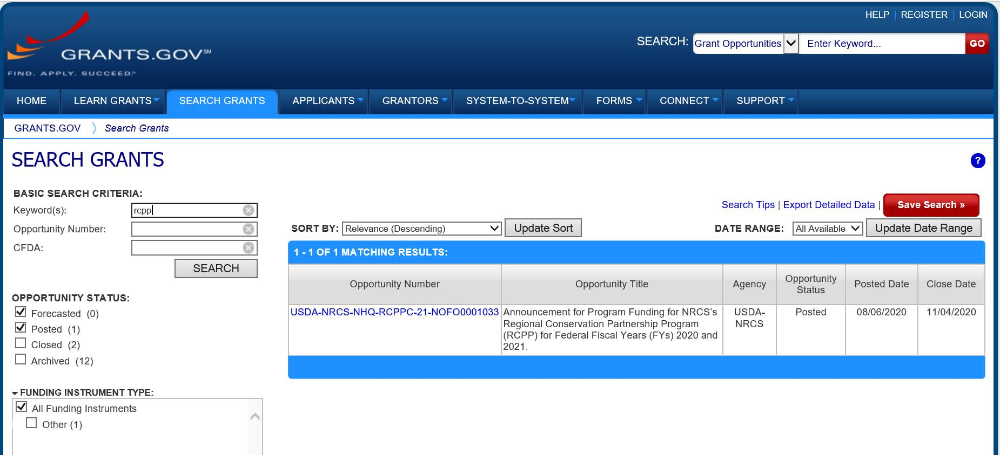 HELP | REGISTER | LOGIN
SEARCH: Grant Opportunities Enter Keyword... GO
GRANTS.GOV℠
FIND. APPLY. SUCCEED.℠
HOME LEARN GRANTS SEARCH GRANTS APPLICANTS GRANTORS SYSTEM-TO-SYSTEM FORMS CONNECT SUPPORT
GRANTS.GOV 〉 Search Grants
SEARCH GRANTS
?
BASIC SEARCH CRITERIA:
Keyword(s): rcpp
Opportunity Number:
CFDA:
SEARCH
OPPORTUNITY STATUS:
Forecasted (0)
Posted (1)
Closed (2)
Archived (12)
FUNDING INSTRUMENT TYPE:
All Funding Instruments
Other (1)
Search Tips | Export Detailed Data | Save Search »
SORT BY: Relevance (Descending) Update Sort DATE RANGE: All Available Update Date Range
1 - 1 OF 1 MATCHING RESULTS:
Opportunity Number Opportunity Title Agency Opportunity Status Posted Date Close Date
USDA-NRCS-NHQ-RCPPC-21-NOFO0001033 Announcement for Program Funding for NRCS's USDA- Posted 08/06/2020 11/04/2020
Regional Conservation Partnership Program NRCS
(RCPP) for Federal Fiscal Years (FYs) 2020 and
2021.